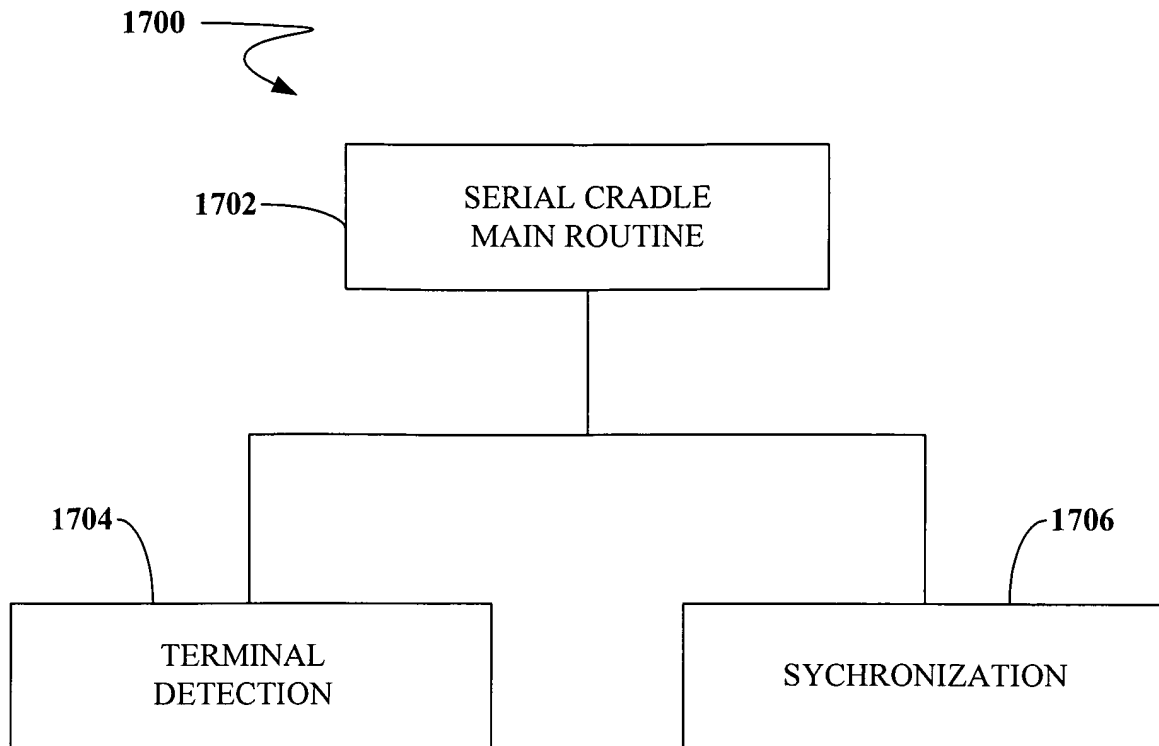 1700
1702
SERIAL CRADLE
MAIN ROUTINE
1704
1706
TERMINAL
DETECTION
SYCHRONIZATION